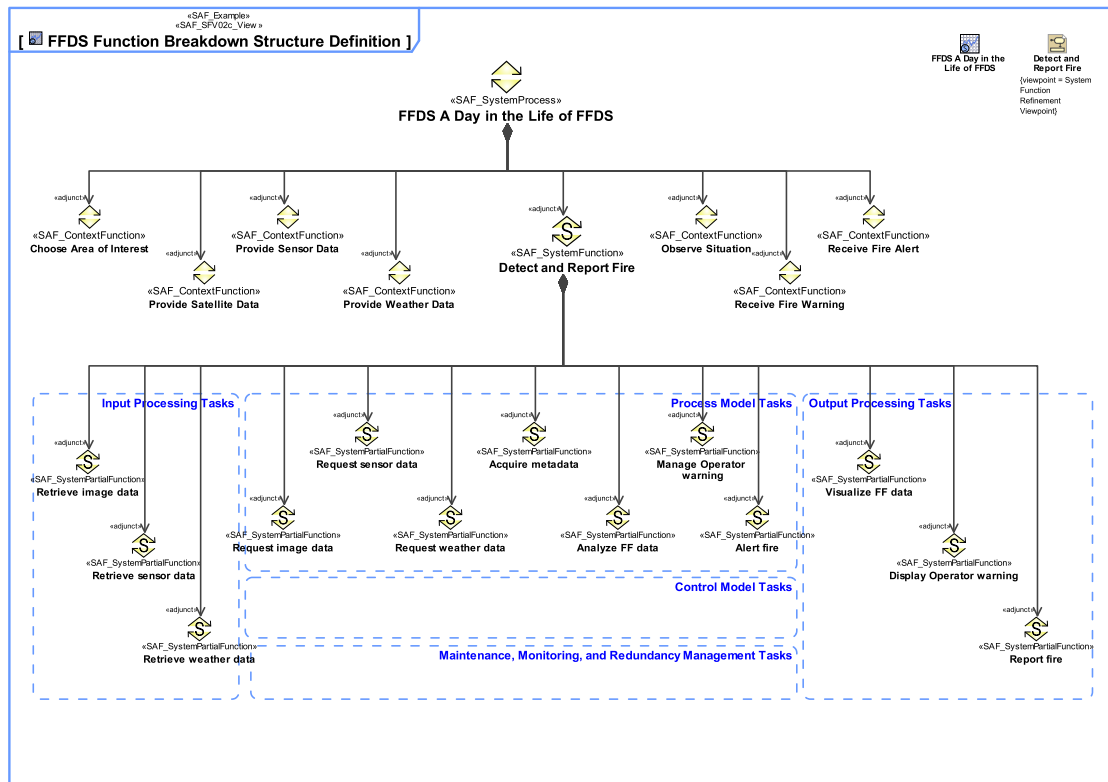 «SAF_Example»
«SAF_SFV02c_View »
[ FFDS Function Breakdown Structure Definition ]
FFDS A Day in the
Life of FFDS
Detect and
Report Fire
{viewpoint = System
Function
Refinement
Viewpoint}
«SAF_SystemProcess»
FFDS A Day in the Life of FFDS
«adjunct»
«SAF_ContextFunction»
Choose Area of Interest
«adjunct»
«SAF_ContextFunction»
Provide Satellite Data
«adjunct»
«SAF_ContextFunction»
Provide Sensor Data
«adjunct»
«SAF_ContextFunction»
Provide Weather Data
«adjunct»
«SAF_SystemFunction»
Detect and Report Fire
«adjunct»
«SAF_ContextFunction»
Observe Situation
«adjunct»
«SAF_ContextFunction»
Receive Fire Warning
«adjunct»
«SAF_ContextFunction»
Receive Fire Alert
Input Processing Tasks
«adjunct»
«SAF_SystemPartialFunction»
Retrieve image data
«adjunct»
«SAF_SystemPartialFunction»
Retrieve sensor data
«adjunct»
«SAF_SystemPartialFunction»
Retrieve weather data
Process Model Tasks
«adjunct»
«SAF_SystemPartialFunction»
Request sensor data
«adjunct»
«SAF_SystemPartialFunction»
Acquire metadata
«adjunct»
«SAF_SystemPartialFunction»
Manage Operator
warning
«adjunct»
«SAF_SystemPartialFunction»
Request image data
«adjunct»
«SAF_SystemPartialFunction»
Request weather data
«adjunct»
«SAF_SystemPartialFunction»
Analyze FF data
«adjunct»
«SAF_SystemPartialFunction»
Alert fire
Control Model Tasks
Maintenance, Monitoring, and Redundancy Management Tasks
Output Processing Tasks
«adjunct»
«SAF_SystemPartialFunction»
Visualize FF data
«adjunct»
«SAF_SystemPartialFunction»
Display Operator warning
«adjunct»
«SAF_SystemPartialFunction»
Report fire